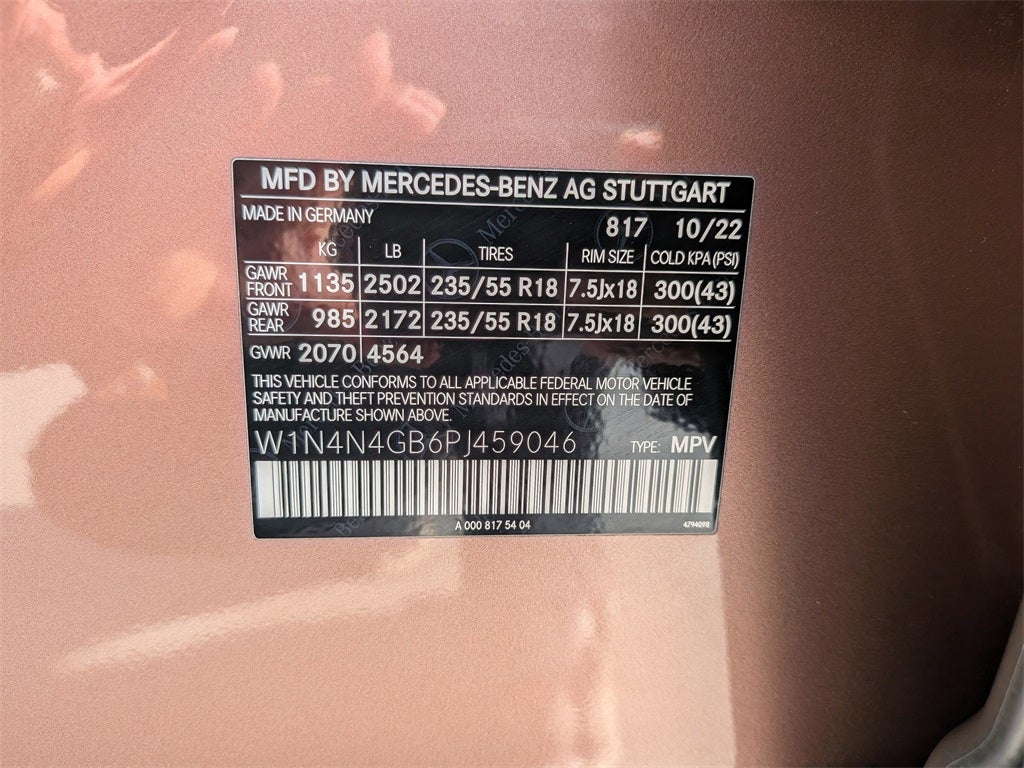 MFD BY MERCEDES-BENZ AG STUTTGART
MADE IN GERMANY 817 10/22
KG LB TIRES RIM SIZE COLD KPA (PSI)
GAWR FRONT 1135 2502 235/55 R18 7.5Jx18 300(43)
GAWR REAR 985 2172 235/55 R18 7.5Jx18 300(43)
GVWR 2070 4564
THIS VEHICLE CONFORMS TO ALL APPLICABLE FEDERAL MOTOR VEHICLE
SAFETY AND THEFT PREVENTION STANDARDS IN EFFECT ON THE DATE OF
MANUFACTURE SHOWN ABOVE.
W1N4N4GB6PJ459046 TYPE: MPV
A 000 817 54 04 4794098